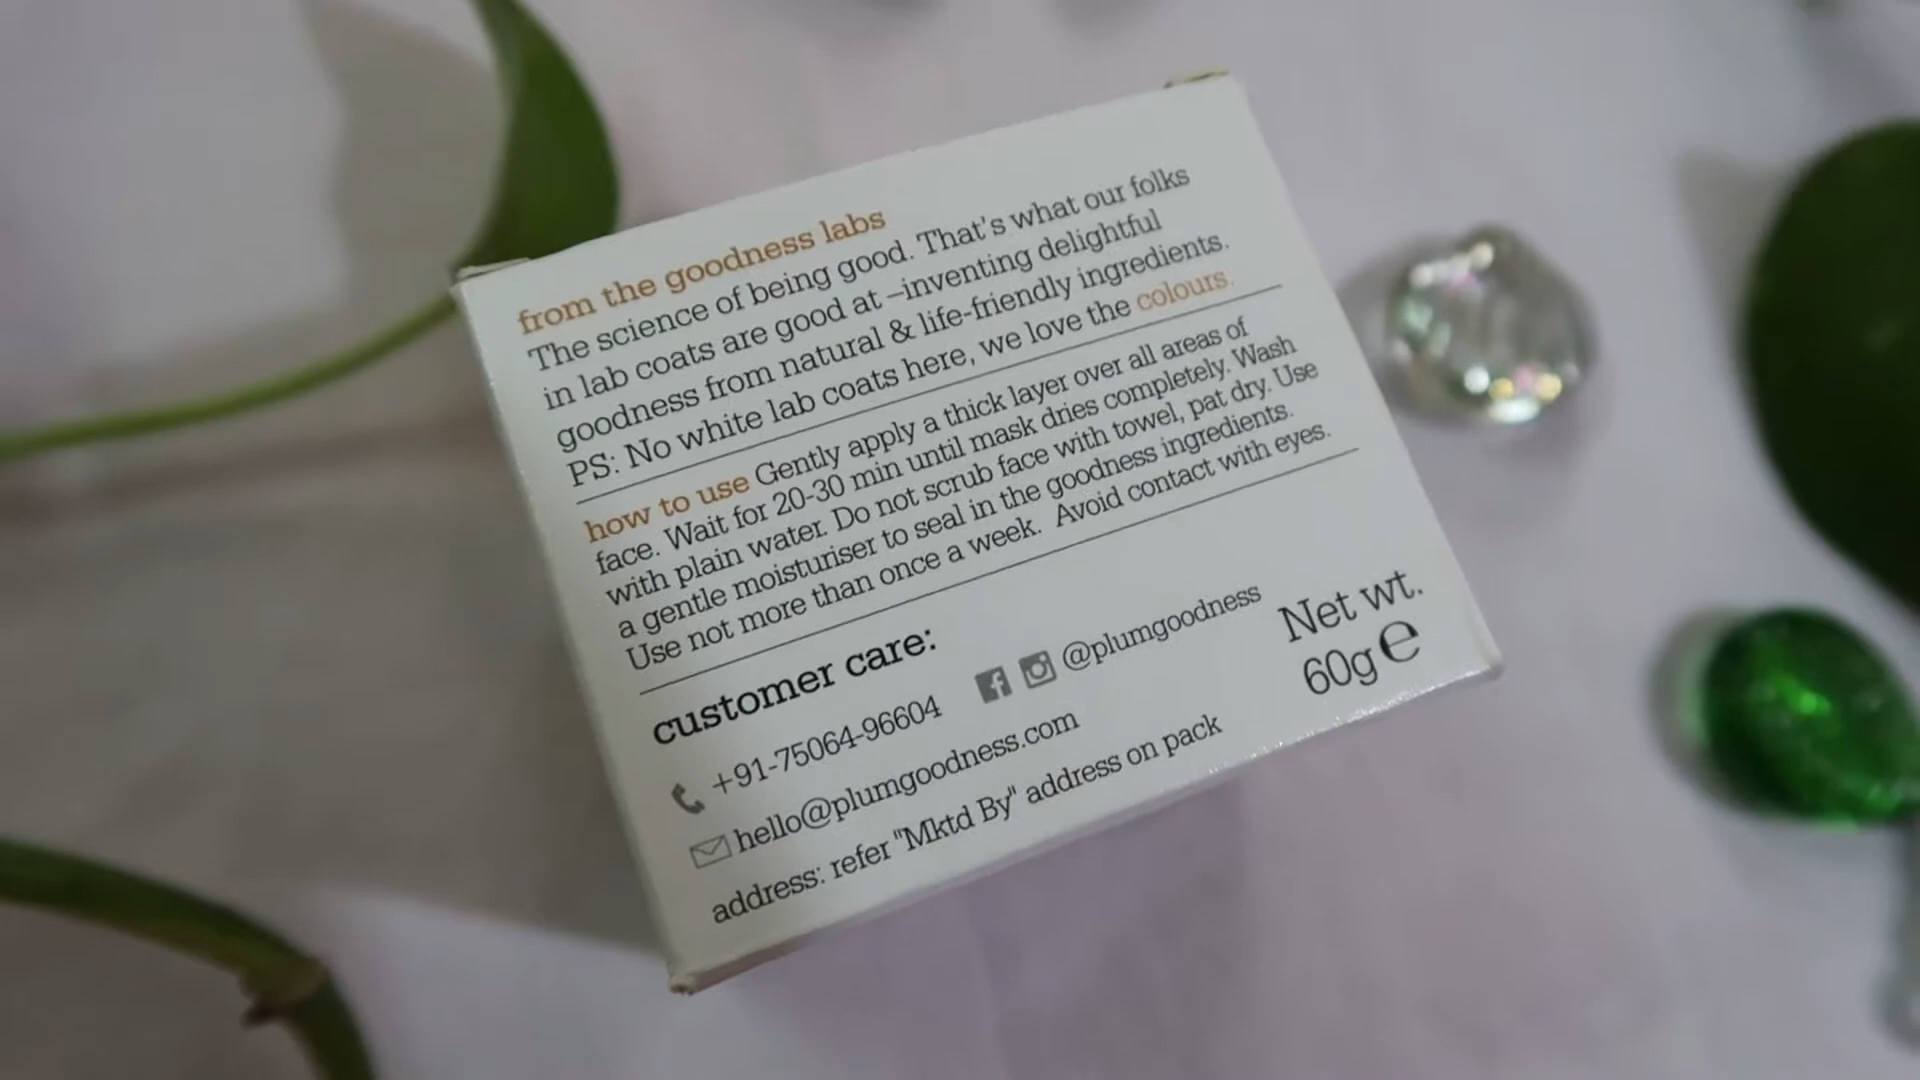 from the goodness labs
The science of being good. That's what our folks
in lab coats are good at –inventing delightful
goodness from natural & life-friendly ingredients.
PS: No white lab coats here, we love the colours.
how to use Gently apply a thick layer over all areas of
face. Wait for 20-30 min until mask dries completely. Wash
with plain water. Do not scrub face with towel, pat dry. Use
a gentle moisturiser to seal in the goodness ingredients.
Use not more than once a week. Avoid contact with eyes.
customer care:
+91-75064-96604 @plumgoodness
hello@plumgoodness.com
address: refer "Mktd By" address on pack
Net wt.
60g ℮